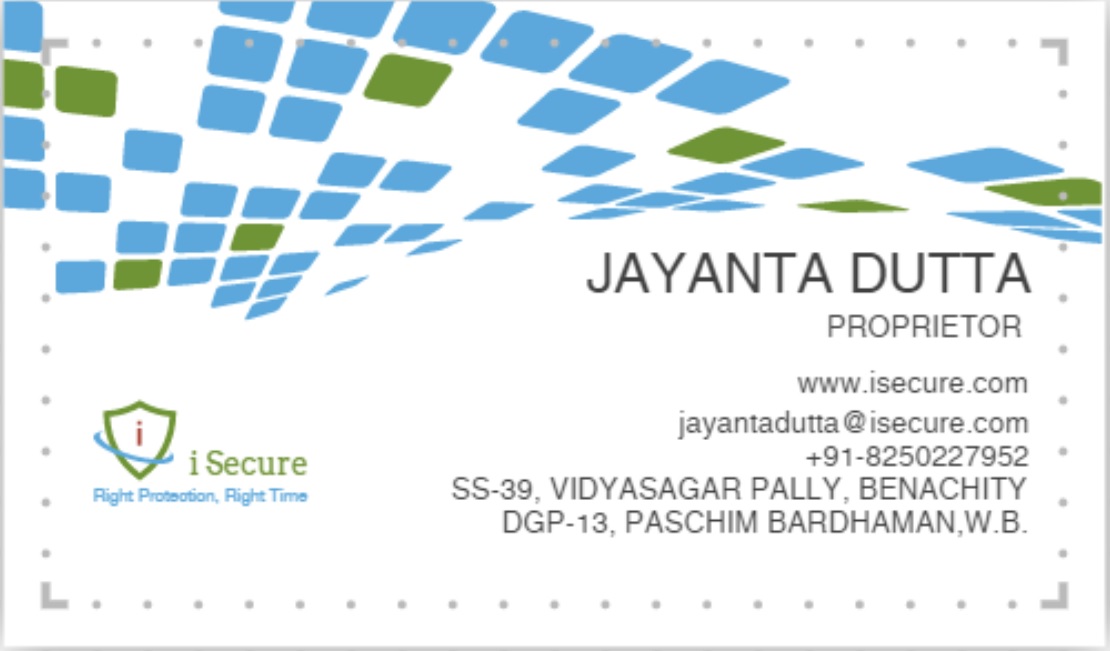 JAYANTA DUTTA
PROPRIETOR
www.isecure.com
jayantadutta@isecure.com
+91-8250227952
SS-39, VIDYASAGAR PALLY, BENACHITY
DGP-13, PASCHIM BARDHAMAN,W.B.
i
i Secure
Right Protection, Right Time